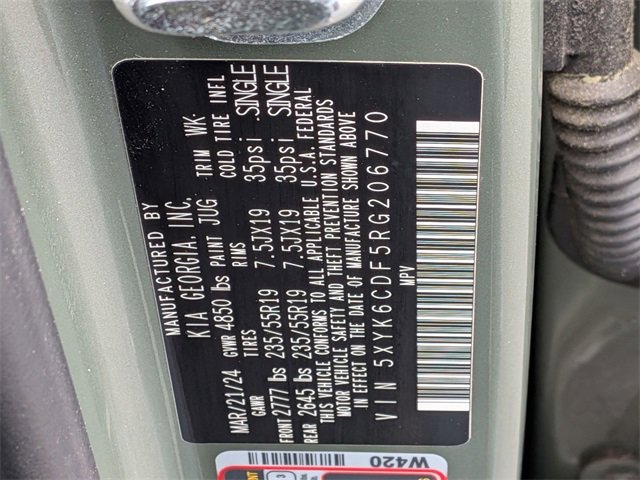 MANUFACTURED BY
KIA GEORGIA, INC.
MAR/21/24 GVWR 4850 lbs PAINT JUG TRIM WK
GAWR TIRES RIMS COLD TIRE INFL
FRONT 2777 lbs 235/55R19 7.5JX19 35psi .SINGLE
REAR 2645 lbs 235/55R19 7.5JX19 35psi SINGLE
THIS VEHICLE CONFORMS TO ALL APPLICABLE U.S.A. FEDERAL
MOTOR VEHICLE SAFETY AND THEFT PREVENTION STANDARDS
IN EFFECT ON THE DATE OF MANUFACTURE SHOWN ABOVE
VIN 5XYK6CDF5RG206770
MPV
W420